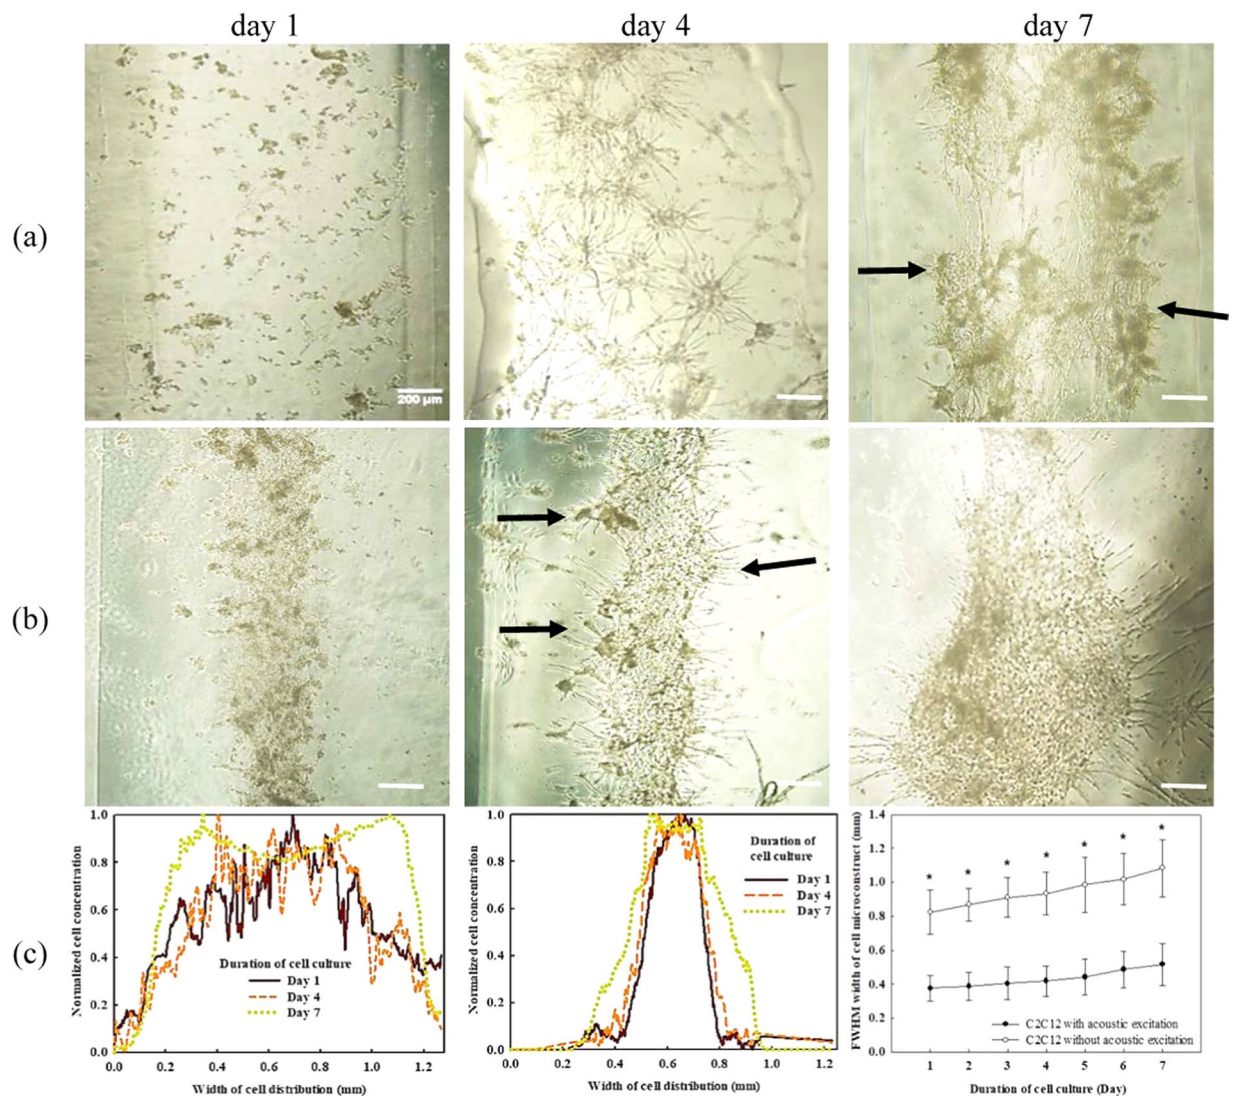 day 1
day 4
day 7
(a)
200 µm
(b)
(c)
1.0
0.8
0.6
0.4
0.2
0.0
Normalized cell concentration
Duration of cell culture
Day 1
Day 4
Day 7
0.0 0.2 0.4 0.6 0.8 1.0 1.2
Width of cell distribution (mm)
1.0
0.8
0.6
0.4
0.2
0.0
Normalized cell concentration
Duration of
cell culture
Day 1
Day 4
Day 7
0.0 0.2 0.4 0.6 0.8 1.0 1.2
Width of cell distribution (mm)
1.4
1.2
1.0
0.8
0.6
0.4
0.2
0.0
FWHM width of cell microconstruct (mm)
* * * * * * *
C2C12 with acoustic excitation
C2C12 without acoustic excitation
1 2 3 4 5 6 7
Duration of cell culture (Day)